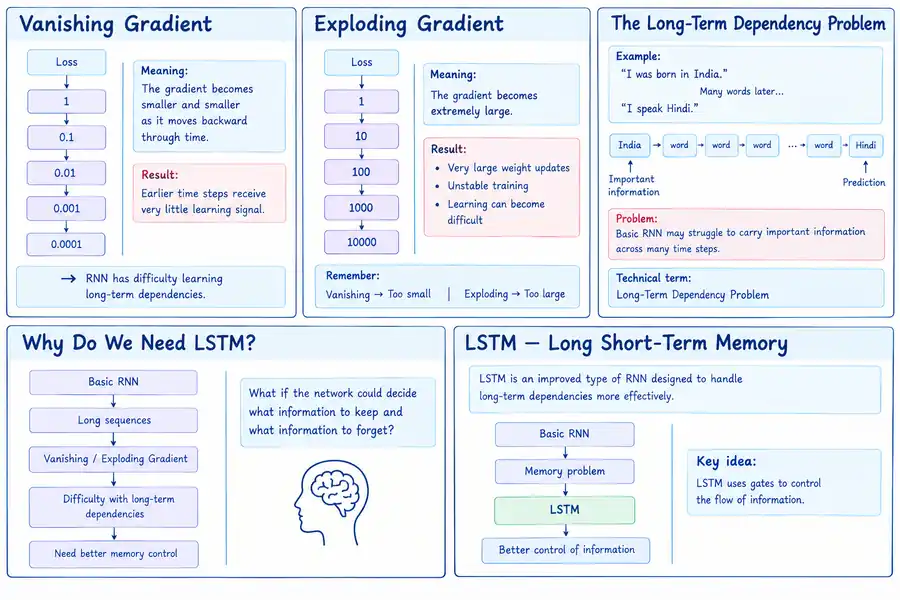 Vanishing Gradient
Loss
1
0.1
0.01
0.001
0.0001
Meaning:
The gradient becomes
smaller and smaller
as it moves backward
through time.
Result:
Earlier time steps receive
very little learning signal.
→ RNN has difficulty learning
long-term dependencies.
Exploding Gradient
Loss
1
10
100
1000
10000
Meaning:
The gradient becomes
extremely large.
Result:
• Very large weight updates
• Unstable training
• Learning can become
difficult
Remember:
Vanishing → Too small | Exploding → Too large
The Long-Term Dependency Problem
Example:
“I was born in India.”
Many words later...
“I speak Hindi.”
India → word → word → word ... → word → Hindi
Important
information
Prediction
Problem:
Basic RNN may struggle to carry important information
across many time steps.
Technical term:
Long-Term Dependency Problem
Why Do We Need LSTM?
Basic RNN
Long sequences
Vanishing / Exploding Gradient
Difficulty with long-term
dependencies
Need better memory control
What if the network could decide
what information to keep and
what information to forget?
LSTM — Long Short-Term Memory
LSTM is an improved type of RNN designed to handle
long-term dependencies more effectively.
Basic RNN
Memory problem
LSTM
Better control of information
Key idea:
LSTM uses gates to control
the flow of information.